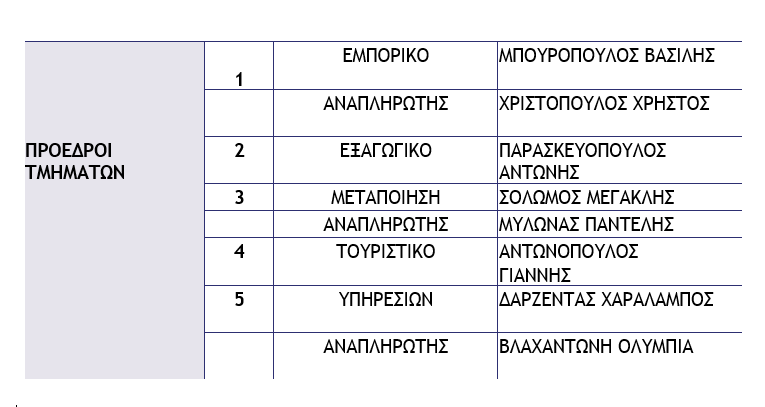 ΕΜΠΟΡΙΚΟ ΜΠΟΥΡΟΠΟΥΛΟΣ ΒΑΣΙΛΗΣ
1
ΑΝΑΠΛΗΡΩΤΗΣ ΧΡΙΣΤΟΠΟΥΛΟΣ ΧΡΗΣΤΟΣ
ΠΡΟΕΔΡΟΙ 2 ΕΞΑΓΩΓΙΚΟ ΠΑΡΑΣΚΕΥΟΠΟΥΛΟΣ
ΤΜΗΜΑΤΩΝ ΑΝΤΩΝΗΣ
3 ΜΕΤΑΠΟΙΗΣΗ ΣΟΛΩΜΟΣ ΜΕΓΑΚΛΗΣ
ΑΝΑΠΛΗΡΩΤΗΣ ΜΥΛΩΝΑΣ ΠΑΝΤΕΛΗΣ
4 ΤΟΥΡΙΣΤΙΚΟ ΑΝΤΩΝΟΠΟΥΛΟΣ
ΓΙΑΝΝΗΣ
5 ΥΠΗΡΕΣΙΩΝ ΔΑΡΖΕΝΤΑΣ ΧΑΡΑΛΑΜΠΟΣ
ΑΝΑΠΛΗΡΩΤΗΣ ΒΛΑΧΑΝΤΩΝΗ ΟΛΥΜΠΙΑ